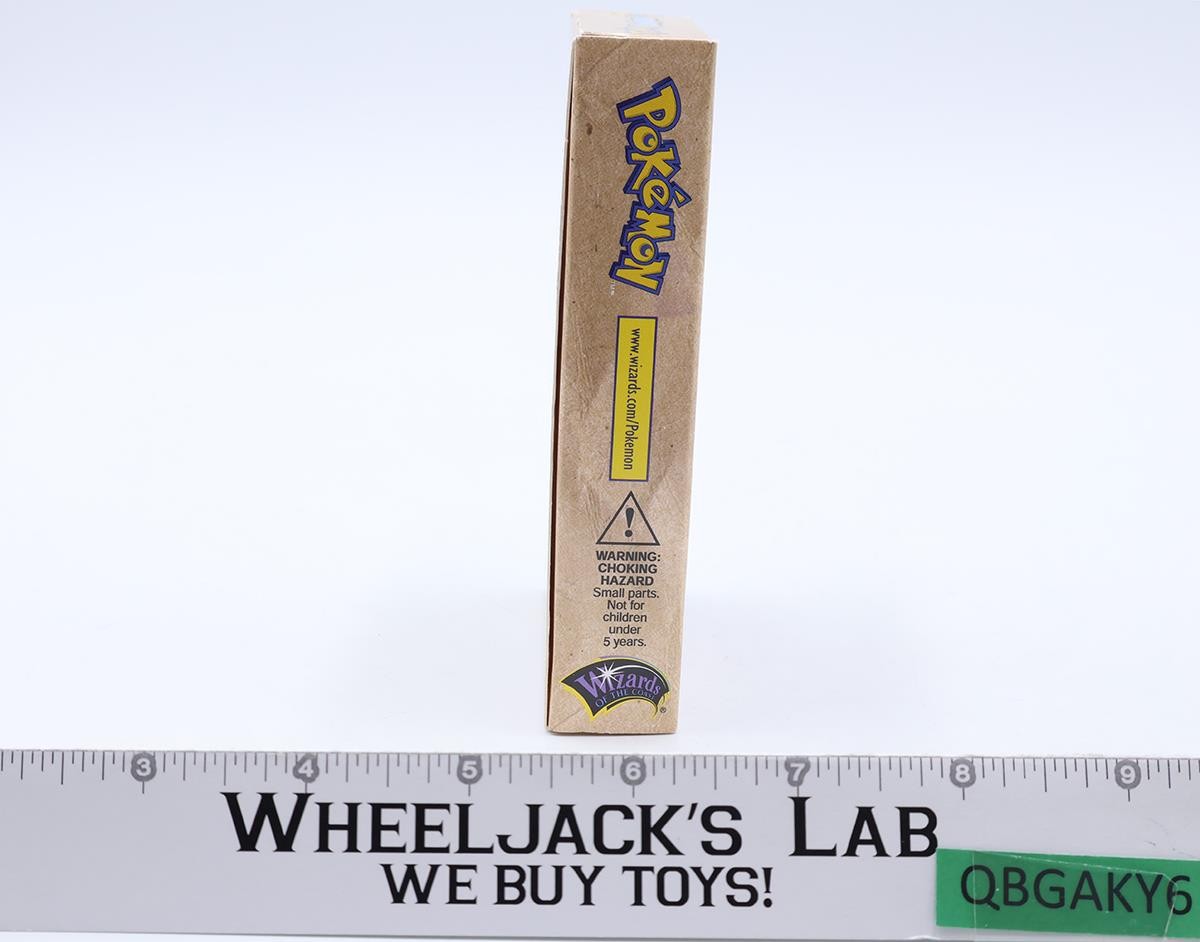 POKéMON
TM
www.wizards.com/Pokemon
!
WARNING:
CHOKING
HAZARD
Small parts.
Not for
children
under
5 years.
Wizards
OF THE COAST
®
3 4 5 6 7 8 9
WHEELJACK'S LAB
WE BUY TOYS!
QBGAKY6